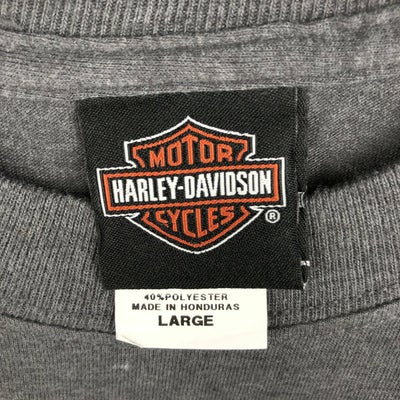 MOTOR
HARLEY-DAVIDSON
CYCLES ®
40% POLYESTER
MADE IN HONDURAS
LARGE